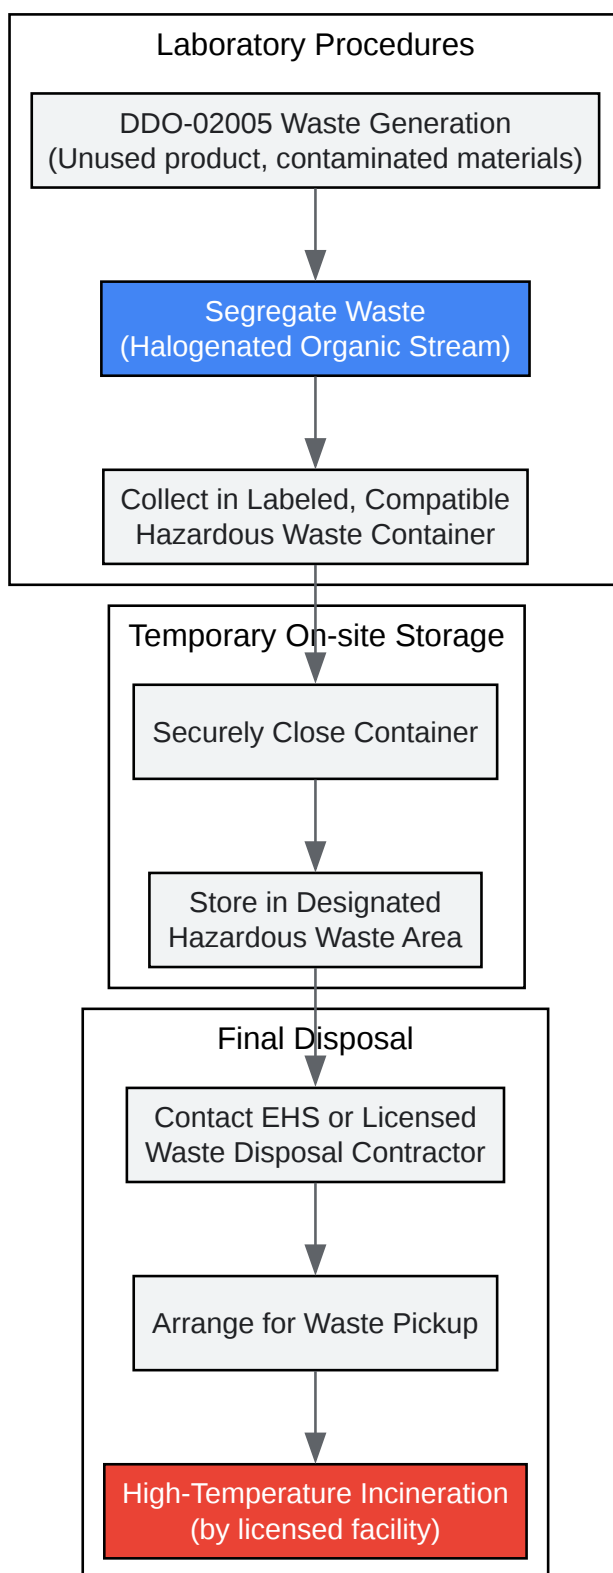 Laboratory Procedures
DDO-02005 Waste Generation
(Unused product, contaminated materials)
Segregate Waste
(Halogenated Organic Stream)
Collect in Labeled, Compatible
Hazardous Waste Container
Temporary On-site Storage
Securely Close Container
Store in Designated
Hazardous Waste Area
Final Disposal
Contact EHS or Licensed
Waste Disposal Contractor
Arrange for Waste Pickup
High-Temperature Incineration
(by licensed facility)